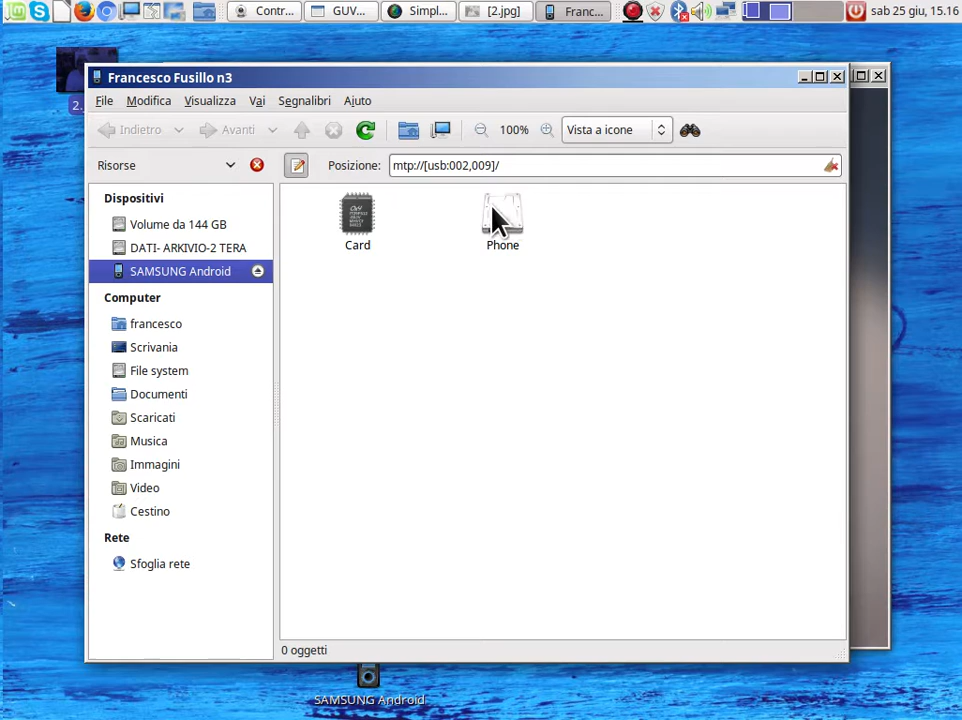 Contr...
GUV...
Simpl...
[2.jpg]
Franc...
sab 25 giu, 15.16
2.
Francesco Fusillo n3
File Modifica Visualizza Vai Segnalibri Aiuto
Indietro Avanti 100% Vista a icone
Risorse Posizione: mtp://[usb:002,009]/
Dispositivi
Volume da 144 GB
DATI- ARKIVIO-2 TERA
SAMSUNG Android
Computer
francesco
Scrivania
File system
Documenti
Scaricati
Musica
Immagini
Video
Cestino
Rete
Sfoglia rete
Card
Phone
0 oggetti
SAMSUNG Android